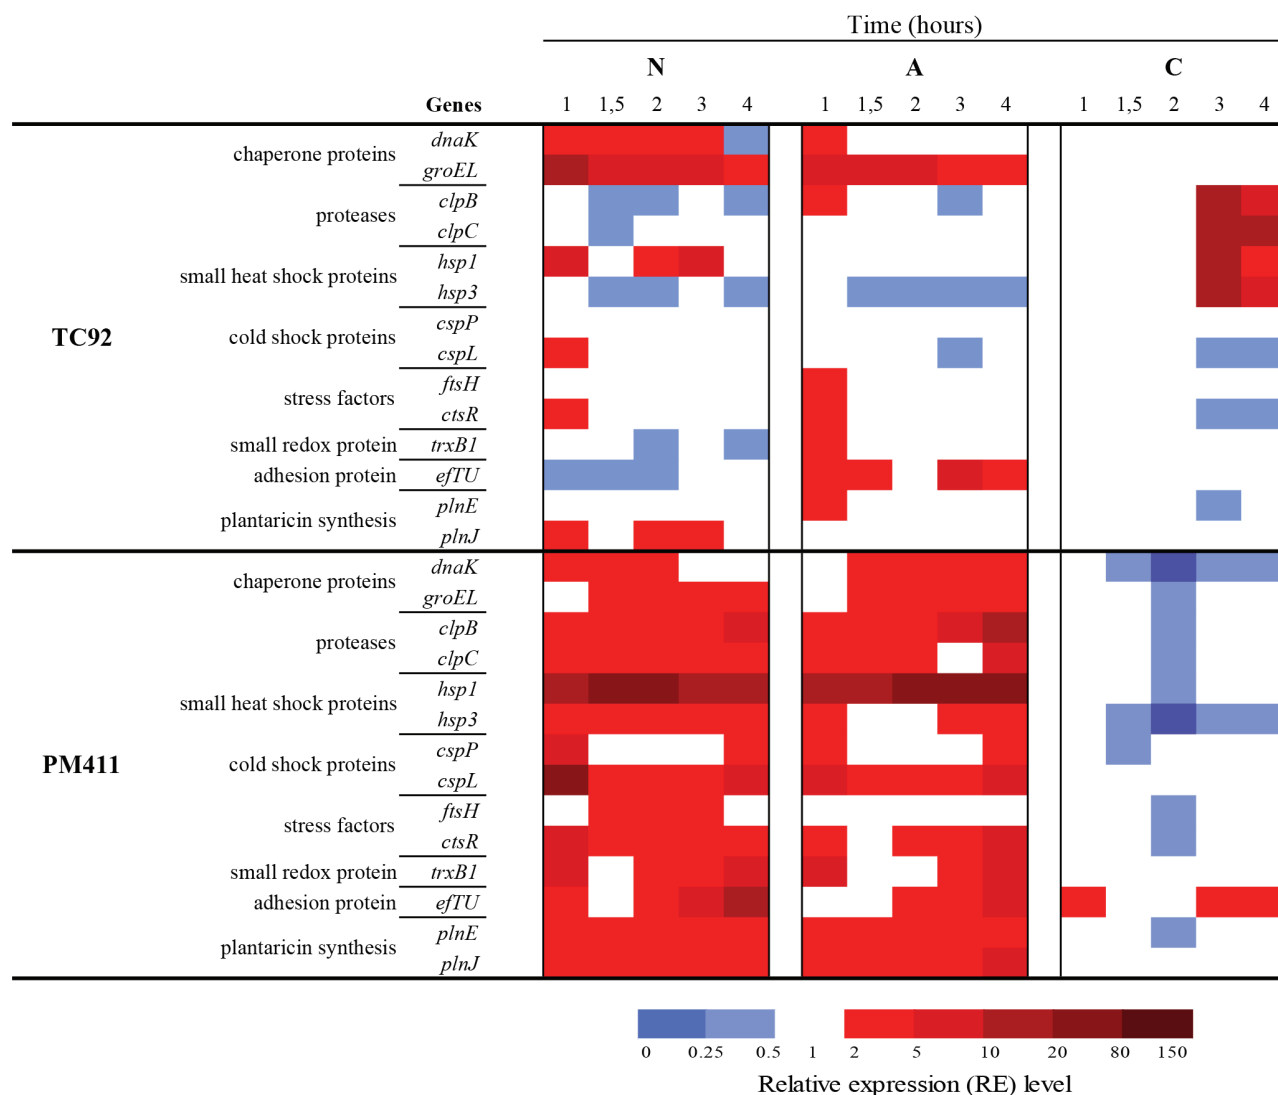 Time (hours)
N A C
Genes 1 1,5 2 3 4 1 1,5 2 3 4 1 1,5 2 3 4
TC92
chaperone proteins
dnaK
groEL
proteases
clpB
clpC
small heat shock proteins
hsp1
hsp3
cold shock proteins
cspP
cspL
stress factors
ftsH
ctsR
small redox protein trxB1
adhesion protein efTU
plantaricin synthesis
plnE
plnJ
PM411
chaperone proteins
dnaK
groEL
proteases
clpB
clpC
small heat shock proteins
hsp1
hsp3
cold shock proteins
cspP
cspL
stress factors
ftsH
ctsR
small redox protein trxB1
adhesion protein efTU
plantaricin synthesis
plnE
plnJ
0 0.25 0.5 1 2 5 10 20 80 150
Relative expression (RE) level